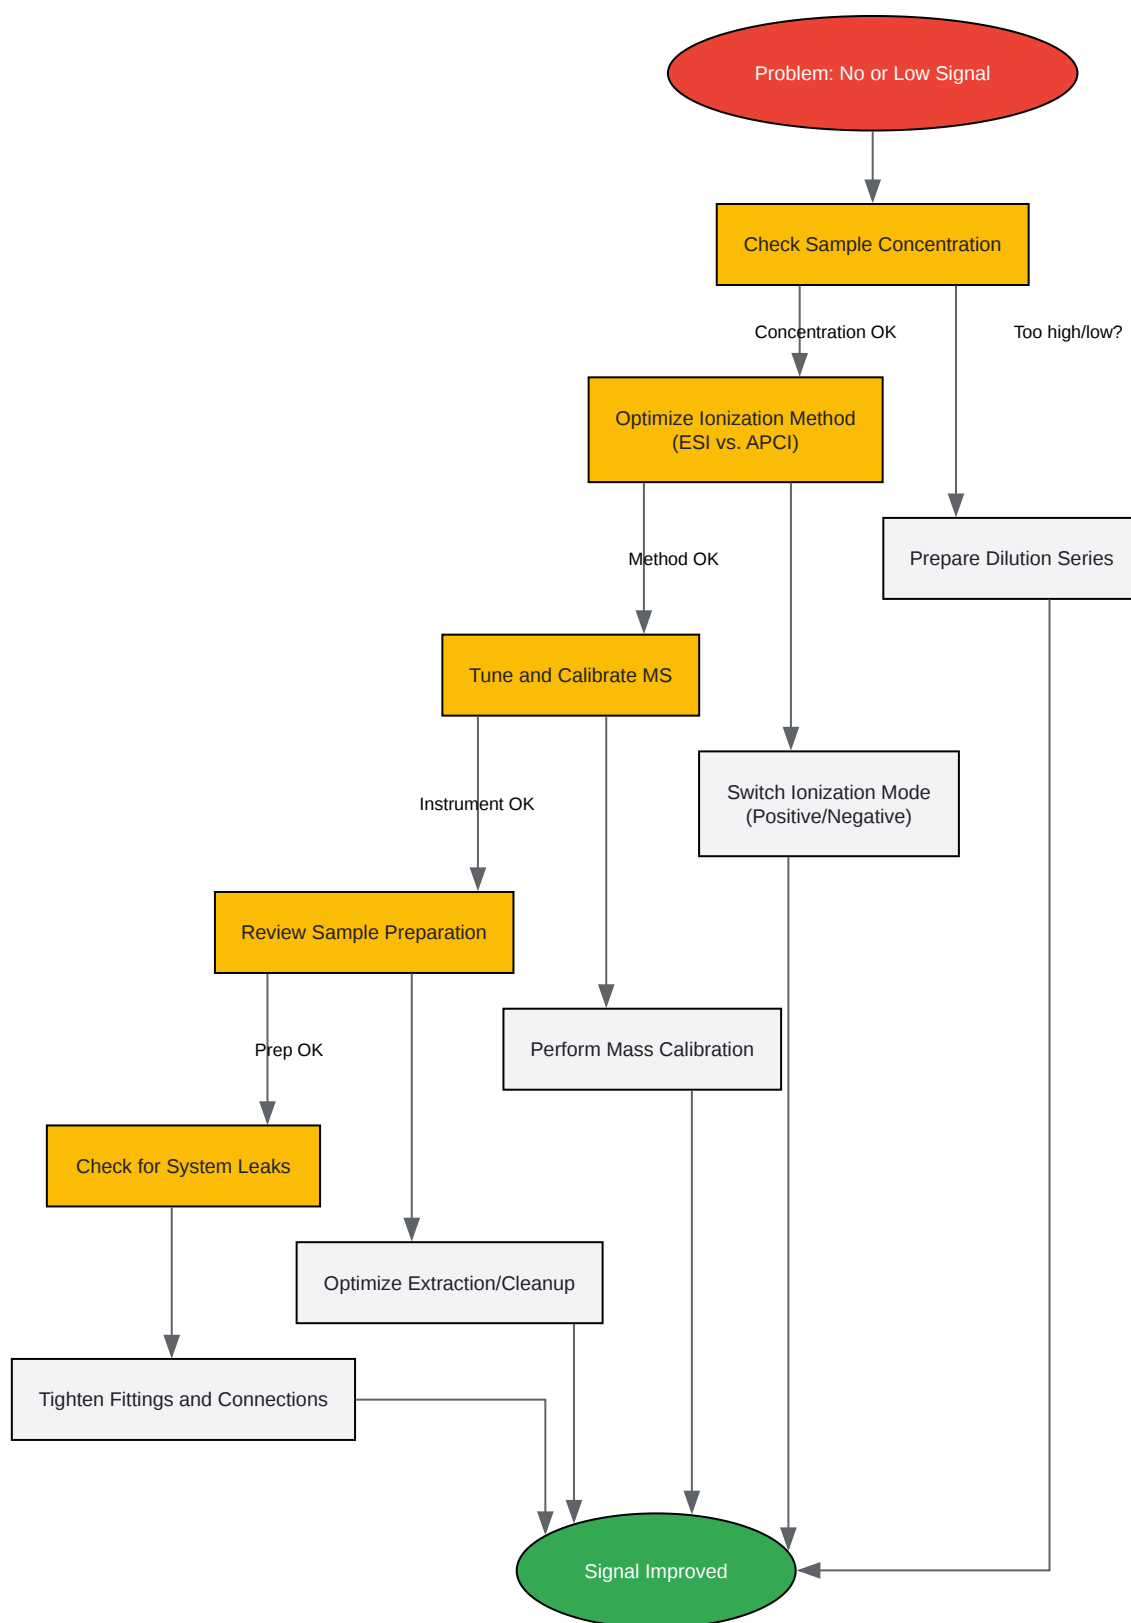 Problem: No or Low Signal
Check Sample Concentration
Concentration OK
Too high/low?
Optimize Ionization Method
(ESI vs. APCI)
Method OK
Prepare Dilution Series
Tune and Calibrate MS
Switch Ionization Mode
(Positive/Negative)
Instrument OK
Review Sample Preparation
Prep OK
Perform Mass Calibration
Check for System Leaks
Optimize Extraction/Cleanup
Tighten Fittings and Connections
Signal Improved